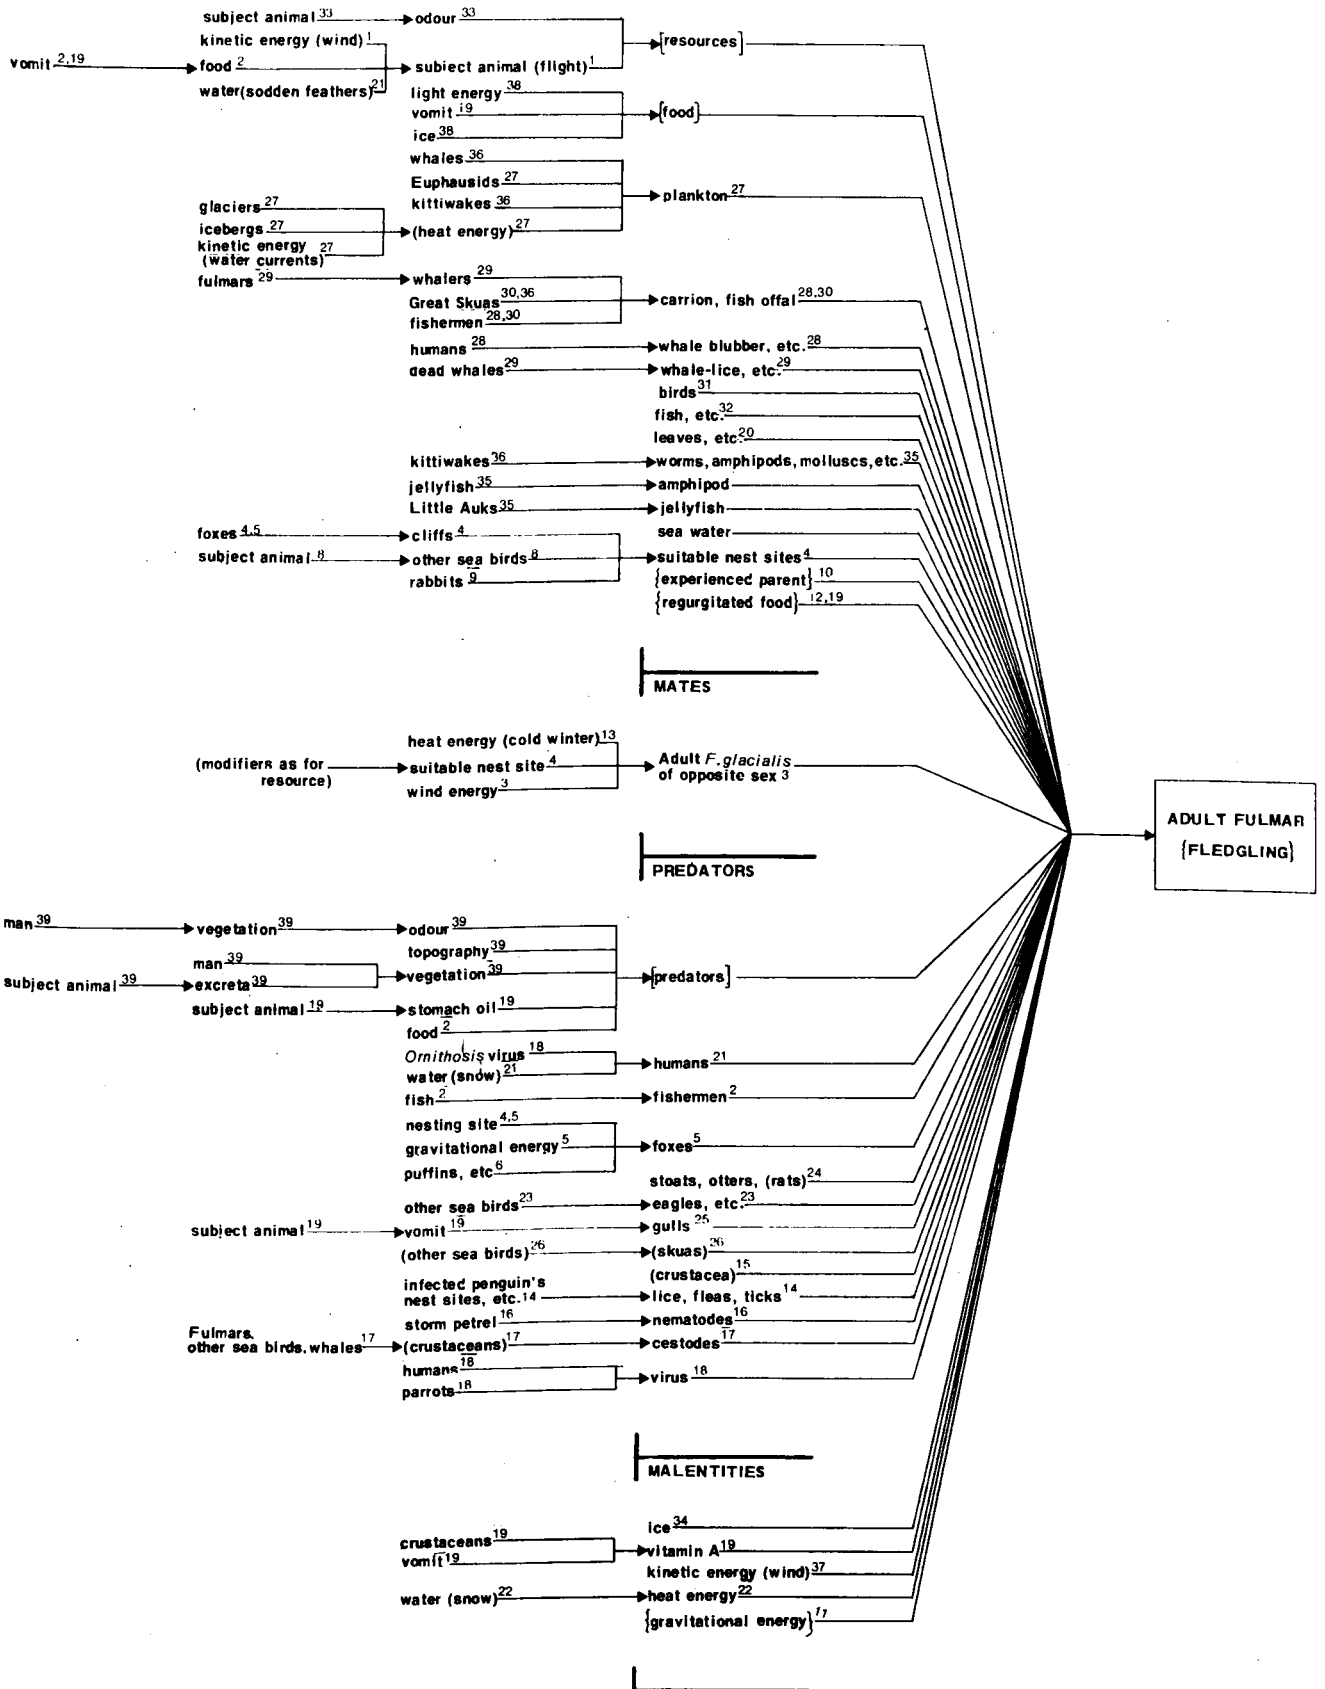 subject animal 33 odour 33
kinetic energy (wind) 1 [resources]
vomit 2,19 food 2 subject animal (flight) 1
water (sodden feathers) 21 light energy 38
vomit 19 {food}
ice 38
whales 36
Euphausids 27 plankton 27
glaciers 27 kittiwakes 36
icebergs 27 (heat energy) 27
kinetic energy 27
(water currents)
fulmars 29 whalers 29
Great Skuas 30,36 carrion, fish offal 28,30
fishermen 28,30
humans 28 whale blubber, etc. 28
dead whales 29 whale-lice, etc. 29
birds 31
fish, etc. 32
leaves, etc. 20
kittiwakes 36 worms, amphipods, molluscs, etc. 35
jellyfish 35 amphipod
Little Auks 35 jellyfish
foxes 4,5 cliffs 4 sea water
subject animal 8 other sea birds 8 suitable nest sites 4
rabbits 9 {experienced parent} 10
{regurgitated food} 12,19
MATES
heat energy (cold winter) 13
(modifiers as for suitable nest site 4 Adult F.glacialis
resource) wind energy 3 of opposite sex 3
ADULT FULMAR
{FLEDGLING}
PREDATORS
man 39 vegetation 39 odour 39
topography 39
man 39 vegetation 39 [predators]
subject animal 39 excreta 39
subject animal 19 stomach oil 19
food 2
Ornithosis virus 18 humans 21
water (snow) 21
fish 2 fishermen 2
nesting site 4,5
gravitational energy 5 foxes 5
puffins, etc 6
stoats, otters, (rats) 24
other sea birds 23 eagles, etc. 23
subject animal 19 vomit 19 gulls 25
(other sea birds) 26 (skuas) 26
(crustacea) 15
infected penguin's
nest sites, etc. 14 lice, fleas, ticks 14
storm petrel 16 nematodes 16
Fulmars,
other sea birds, whales 17 (crustaceans) 17 cestodes 17
humans 18
parrots 18 virus 18
MALENTITIES
ice 34
crustaceans 19 vitamin A 19
vomit 19
kinetic energy (wind) 37
water (snow) 22 heat energy 22
{gravitational energy} 17